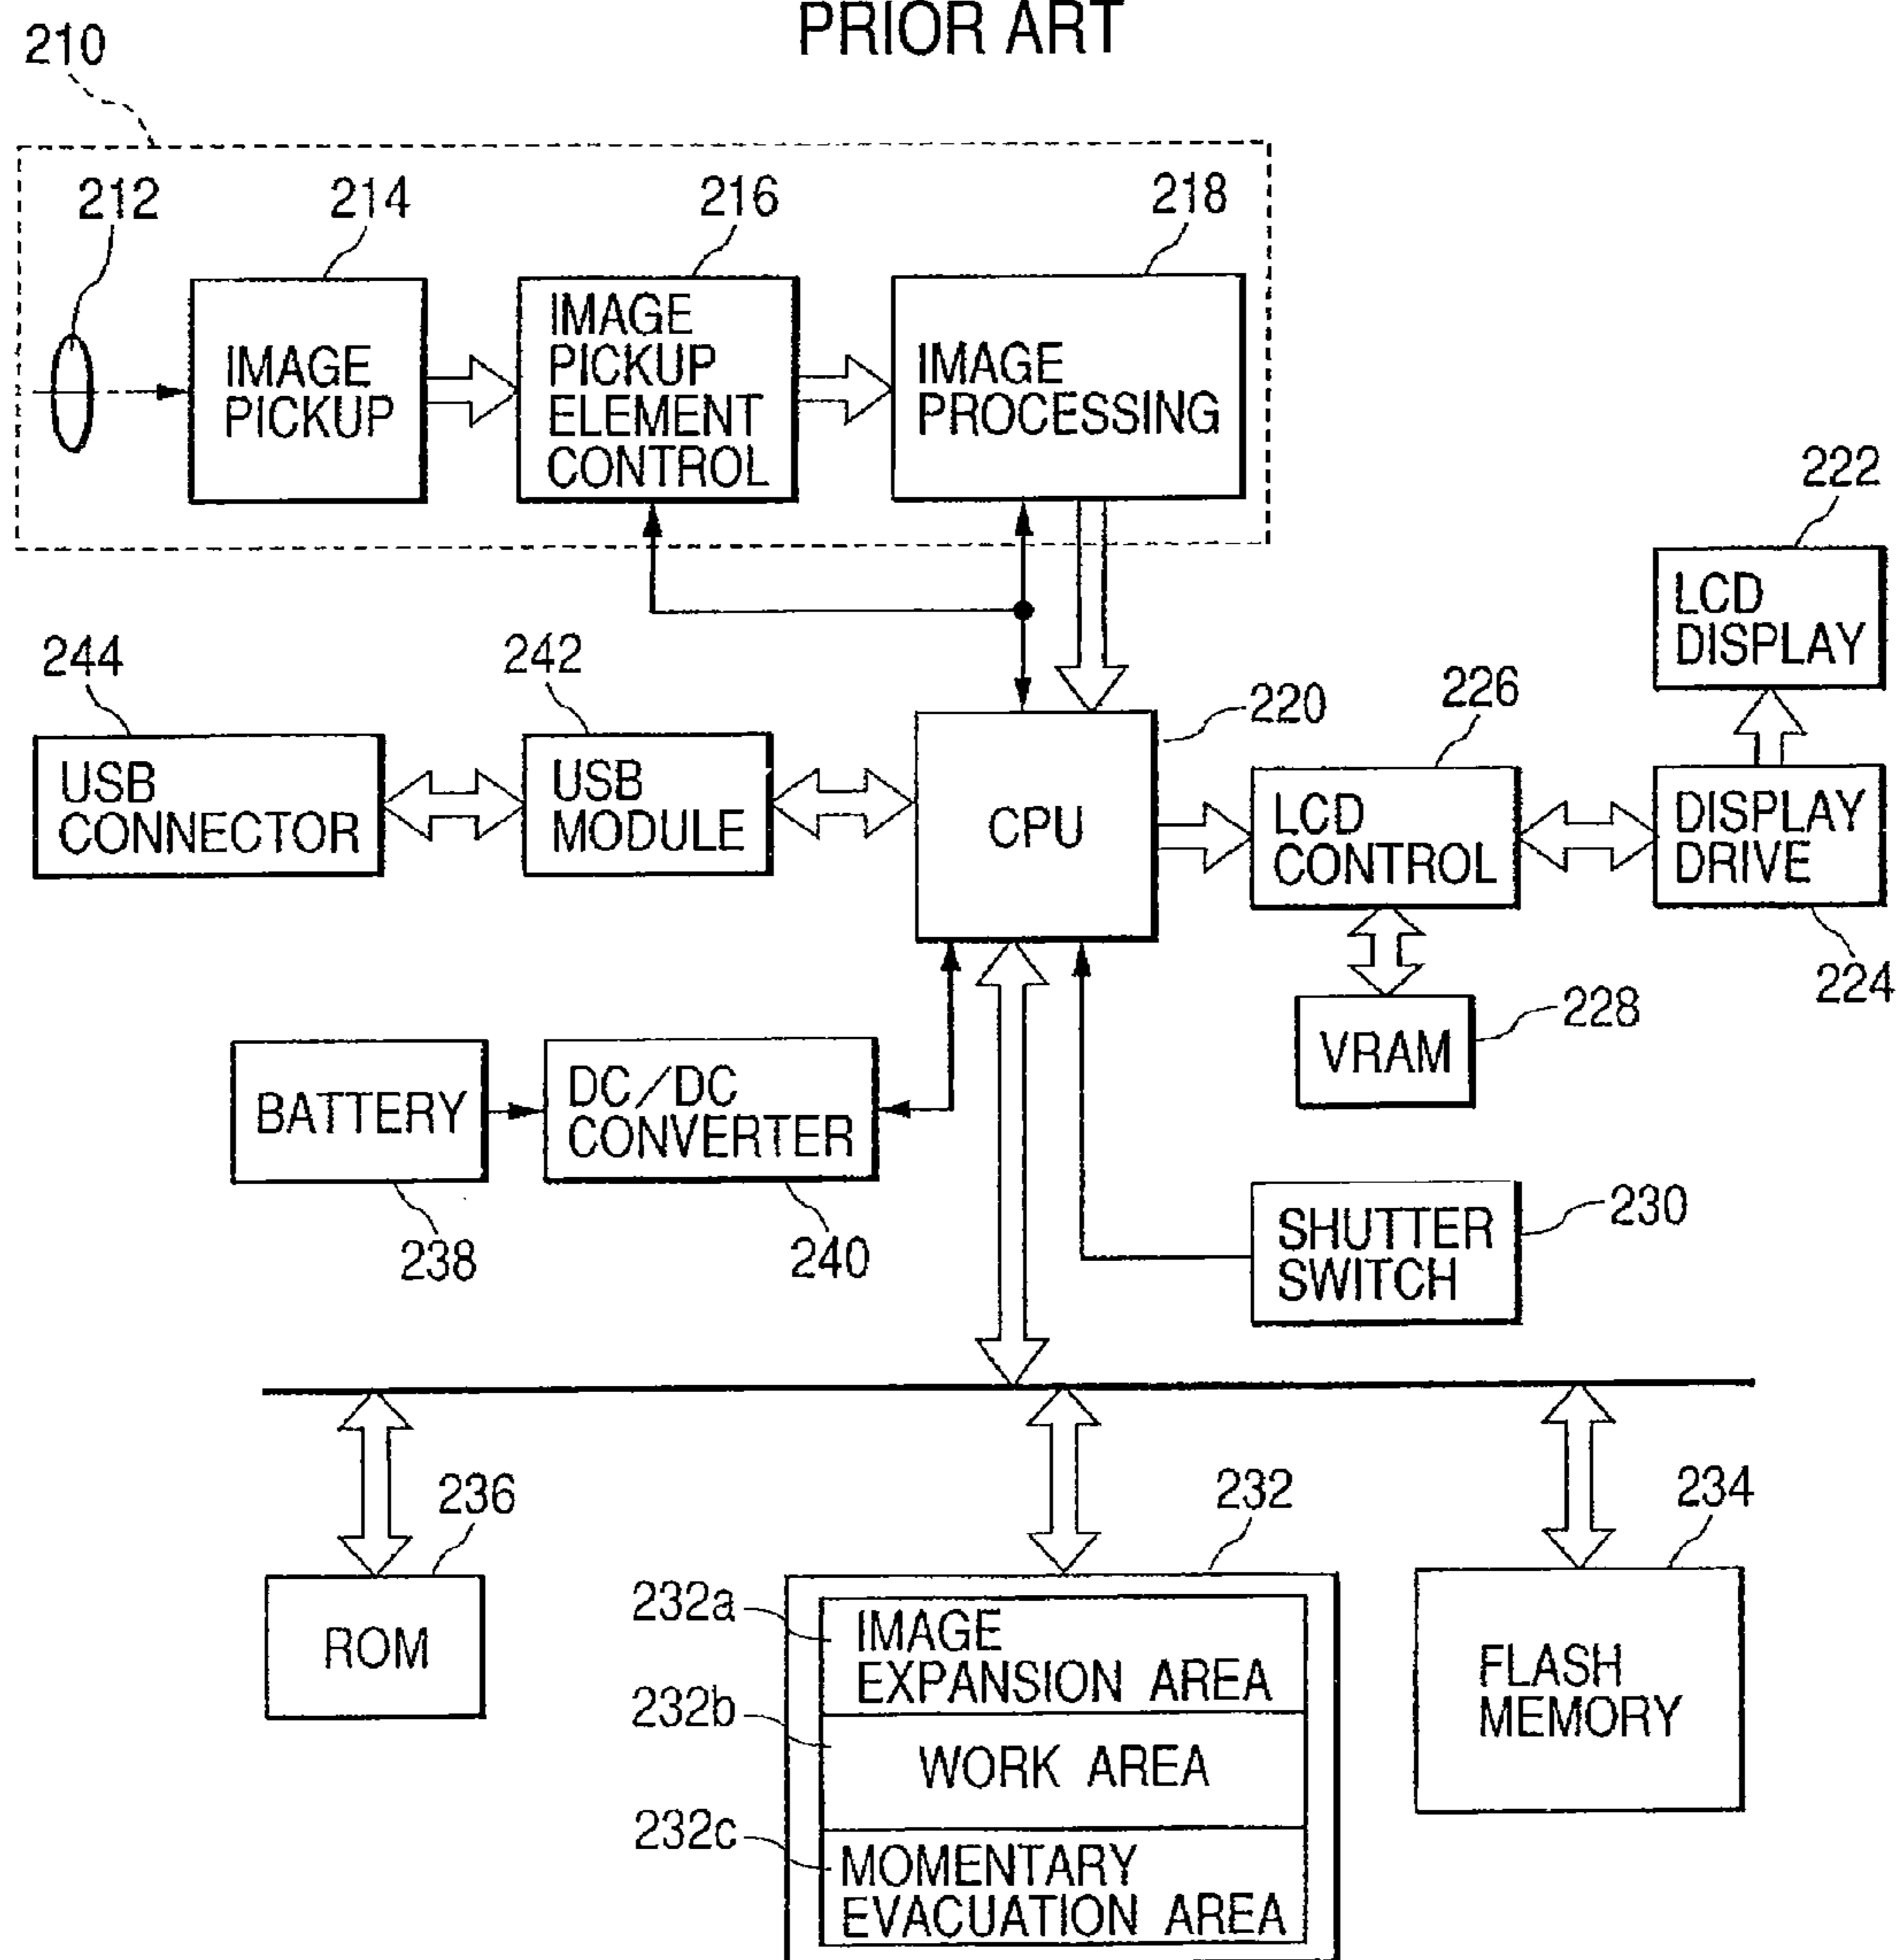 PRIOR ART
210
212
214
216
218
IMAGE
PICKUP
IMAGE
PICKUP
ELEMENT
CONTROL
IMAGE
PROCESSING
222
LCD
DISPLAY
244
242
220
226
USB
CONNECTOR
USB
MODULE
CPU
LCD
CONTROL
DISPLAY
DRIVE
224
228
VRAM
BATTERY
DC/DC
CONVERTER
238
240
230
SHUTTER
SWITCH
236
232
234
ROM
232a
IMAGE
EXPANSION AREA
232b
WORK AREA
232c
MOMENTARY
EVACUATION AREA
FLASH
MEMORY